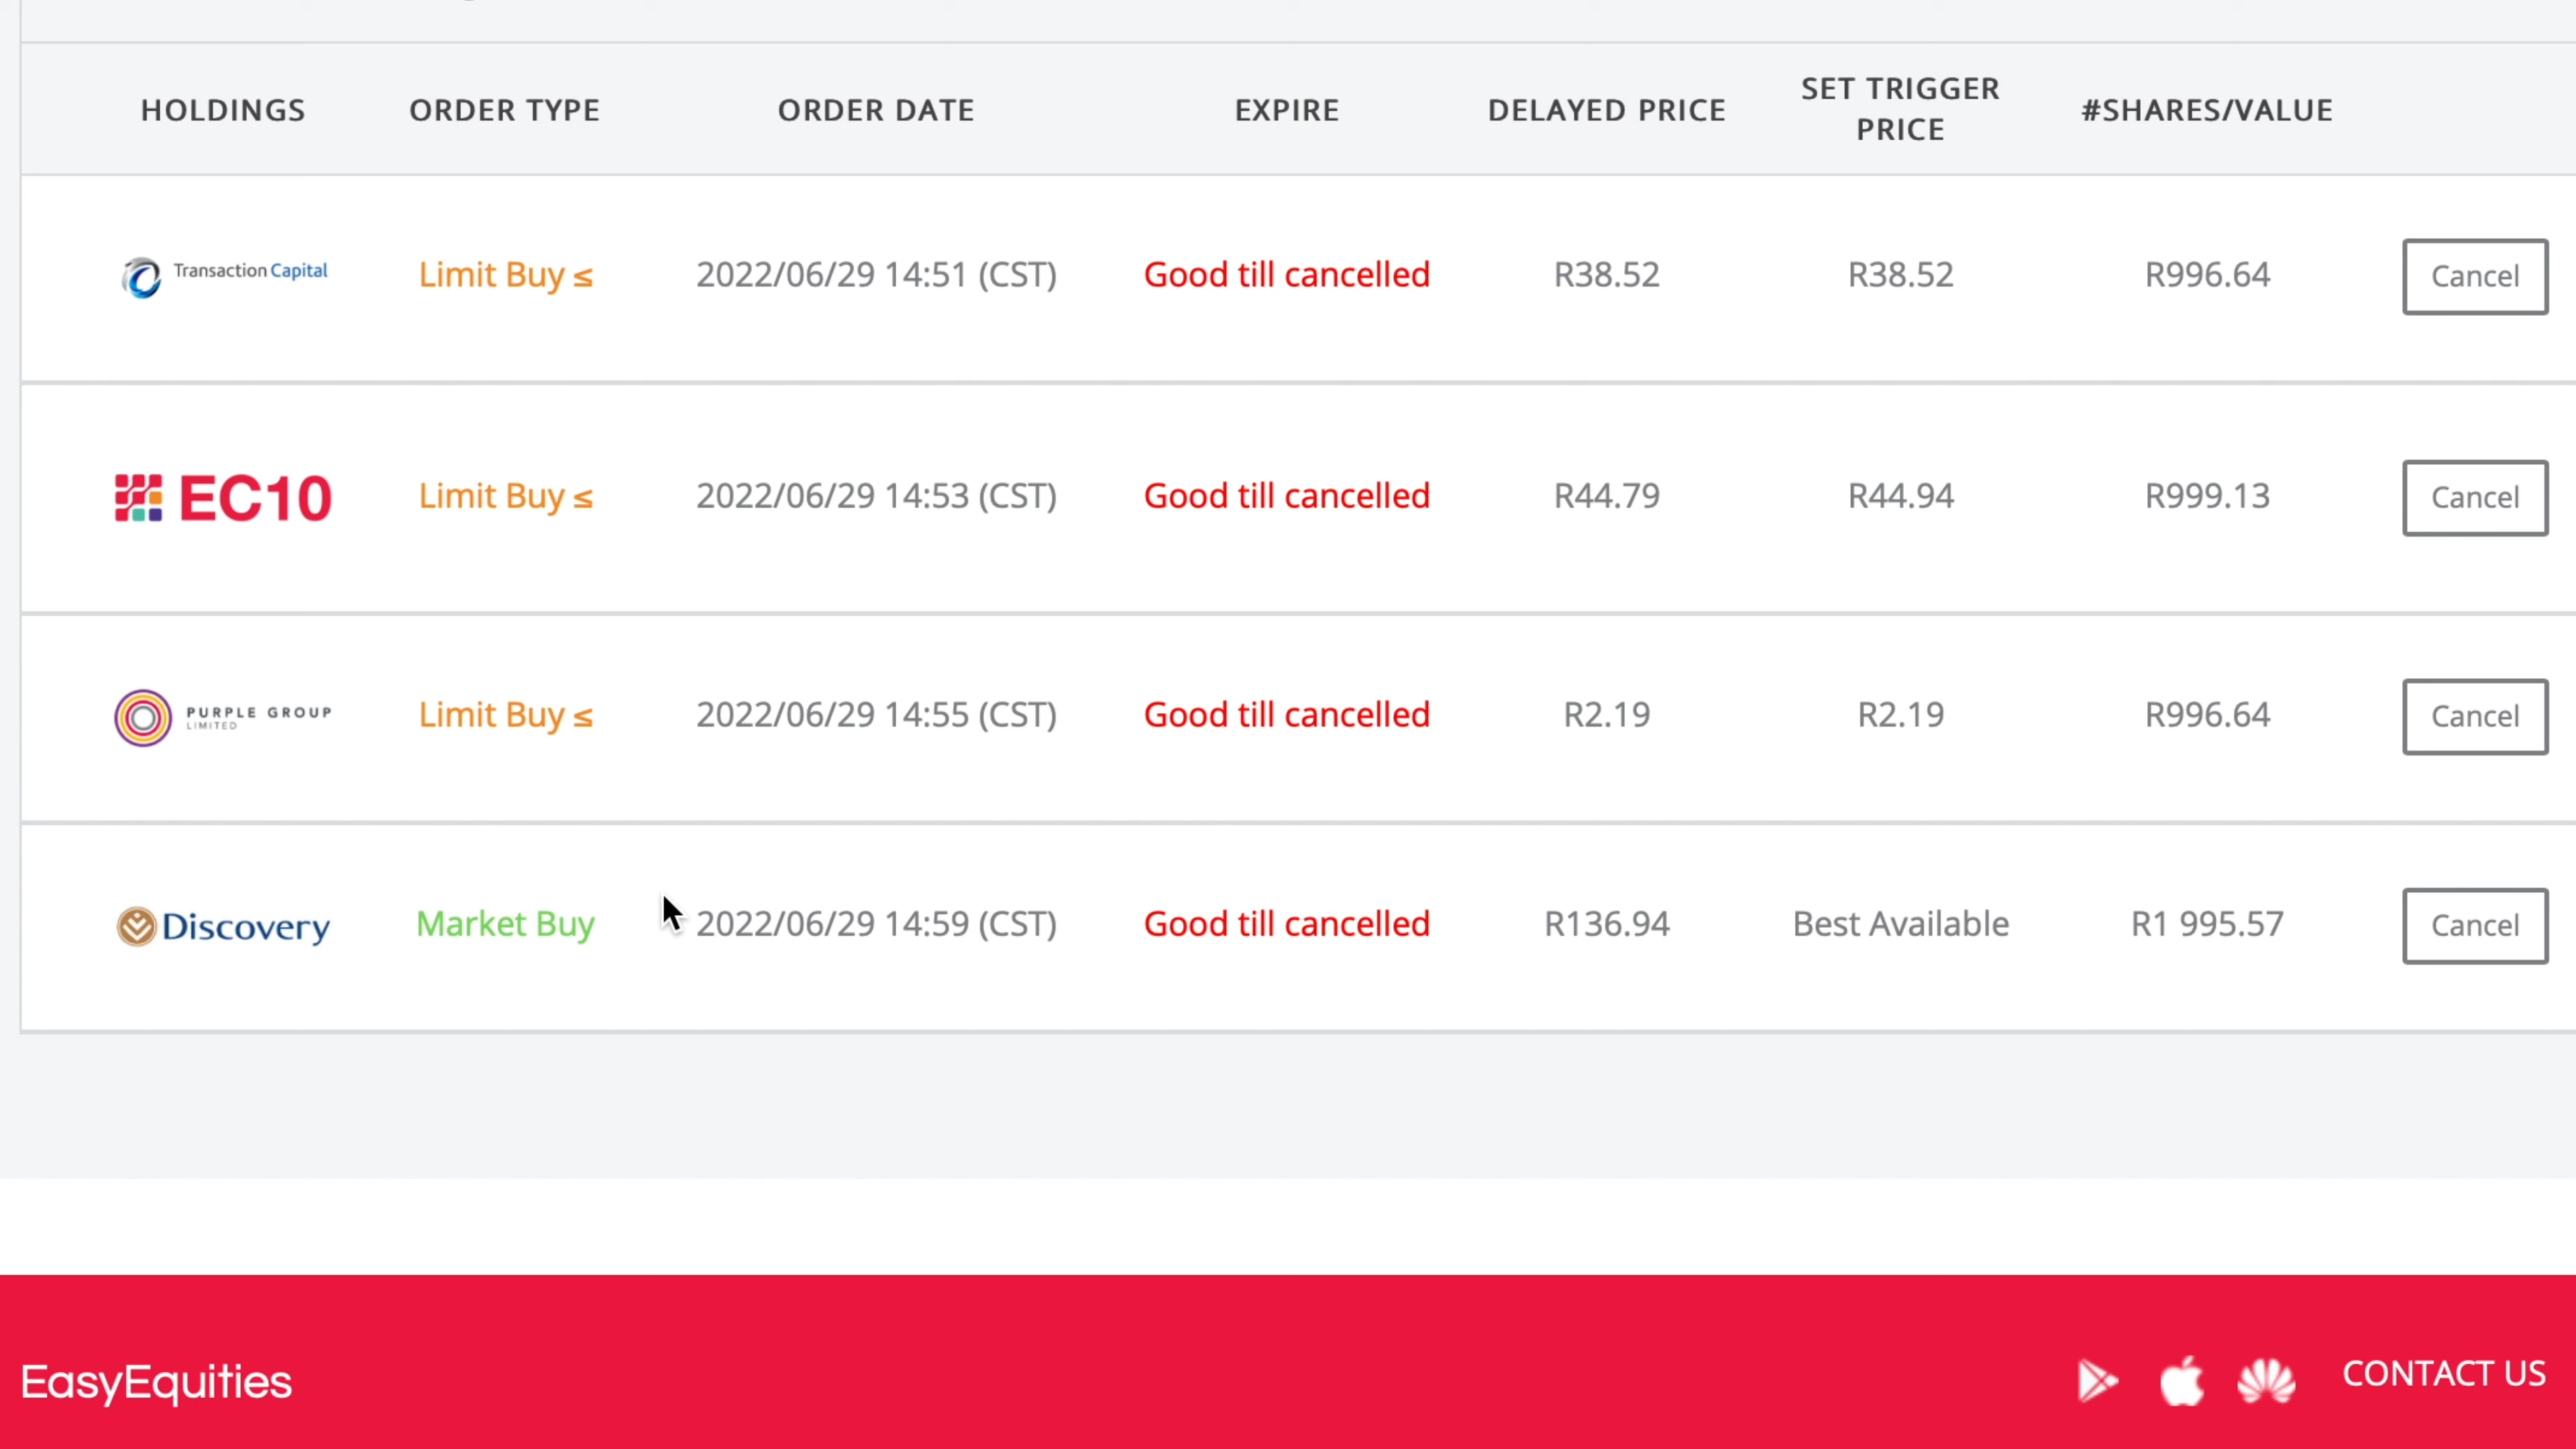 HOLDINGS ORDER TYPE ORDER DATE EXPIRE DELAYED PRICE SET TRIGGER PRICE #SHARES/VALUE
Transaction Capital Limit Buy ≤ 2022/06/29 14:51 (CST) Good till cancelled R38.52 R38.52 R996.64 Cancel
EC10 Limit Buy ≤ 2022/06/29 14:53 (CST) Good till cancelled R44.79 R44.94 R999.13 Cancel
PURPLE GROUP LIMITED Limit Buy ≤ 2022/06/29 14:55 (CST) Good till cancelled R2.19 R2.19 R996.64 Cancel
Discovery Market Buy 2022/06/29 14:59 (CST) Good till cancelled R136.94 Best Available R1 995.57 Cancel
EasyEquities CONTACT US